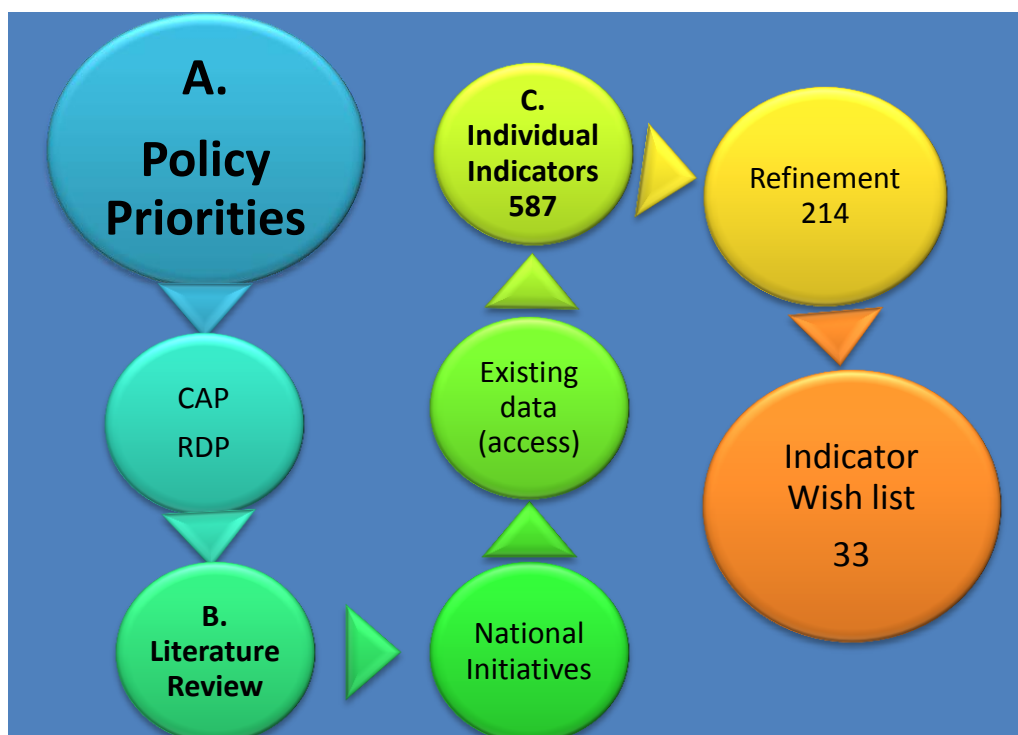 A.
Policy
Priorities
CAP
RDP
B.
Literature
Review
National
Initiatives
Existing
data
(access)
C.
Individual
Indicators
587
Refinement
214
Indicator
Wish list
33